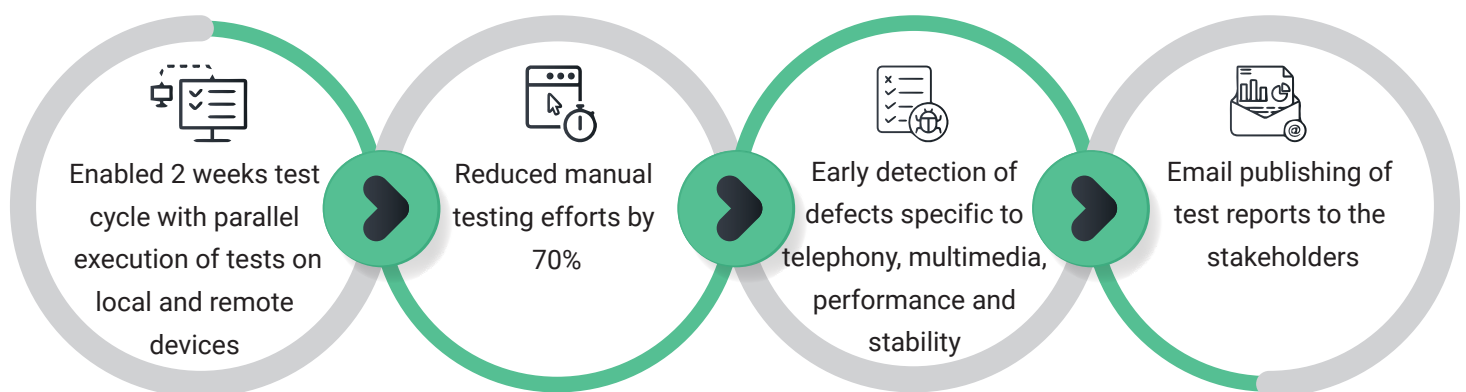 Enabled 2 weeks test
cycle with parallel
execution of tests on
local and remote
devices
Reduced manual
testing efforts by
70%
Early detection of
defects specific to
telephony, multimedia,
performance and
stability
@
Email publishing of
test reports to the
stakeholders